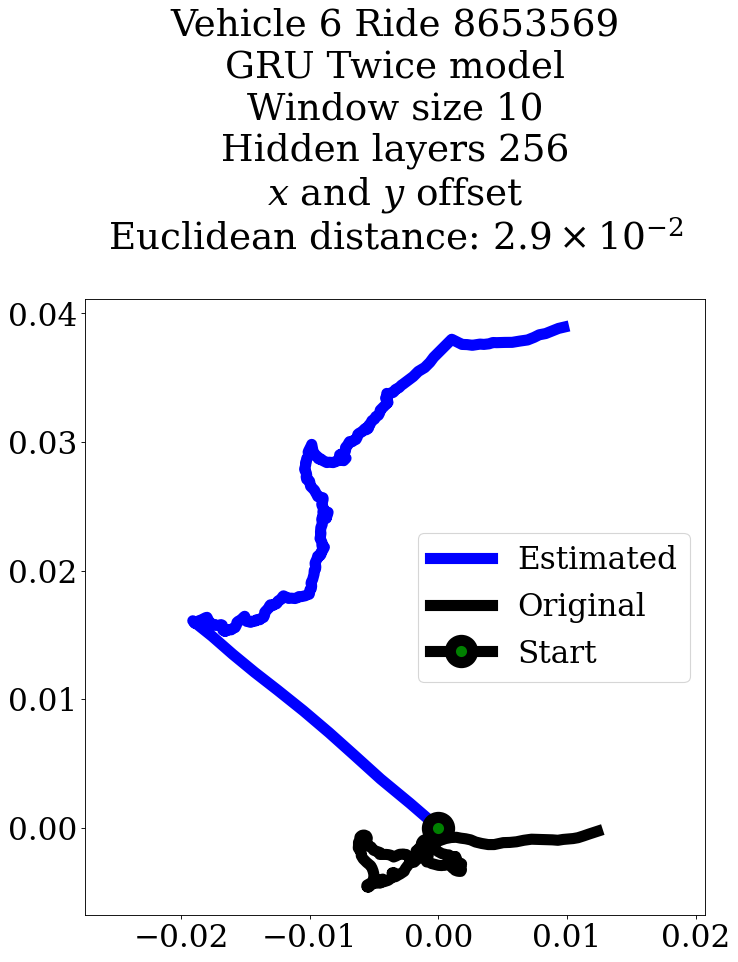 Vehicle 6 Ride 8653569
GRU Twice model
Window size 10
Hidden layers 256
x and y offset
Euclidean distance: 2.9 × 10⁻²
0.04
0.03
0.02
0.01
0.00
Estimated
Original
Start
−0.02 −0.01 0.00 0.01 0.02